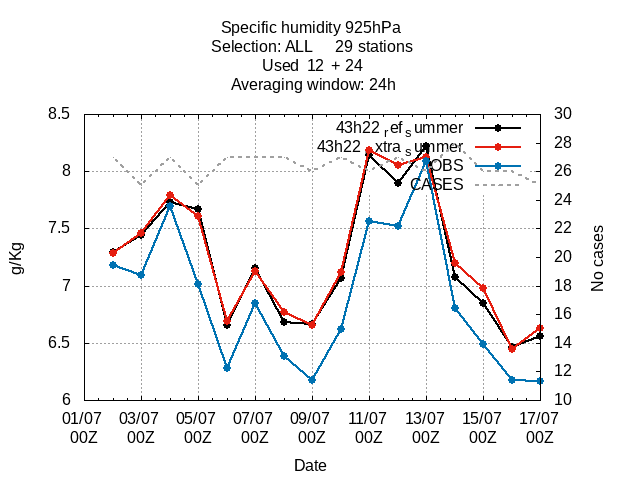 Specific humidity 925hPa
Selection: ALL 29 stations
Used 12 + 24
Averaging window: 24h
43h22_ref_summer
43h22 xtra_summer
OBS
CASES
g/Kg
No cases
8.5
8
7.5
7
6.5
6
30
28
26
24
22
20
18
16
14
12
10
01/07 03/07 05/07 07/07 09/07 11/07 13/07 15/07 17/07
00Z 00Z 00Z 00Z 00Z 00Z 00Z 00Z 00Z
Date